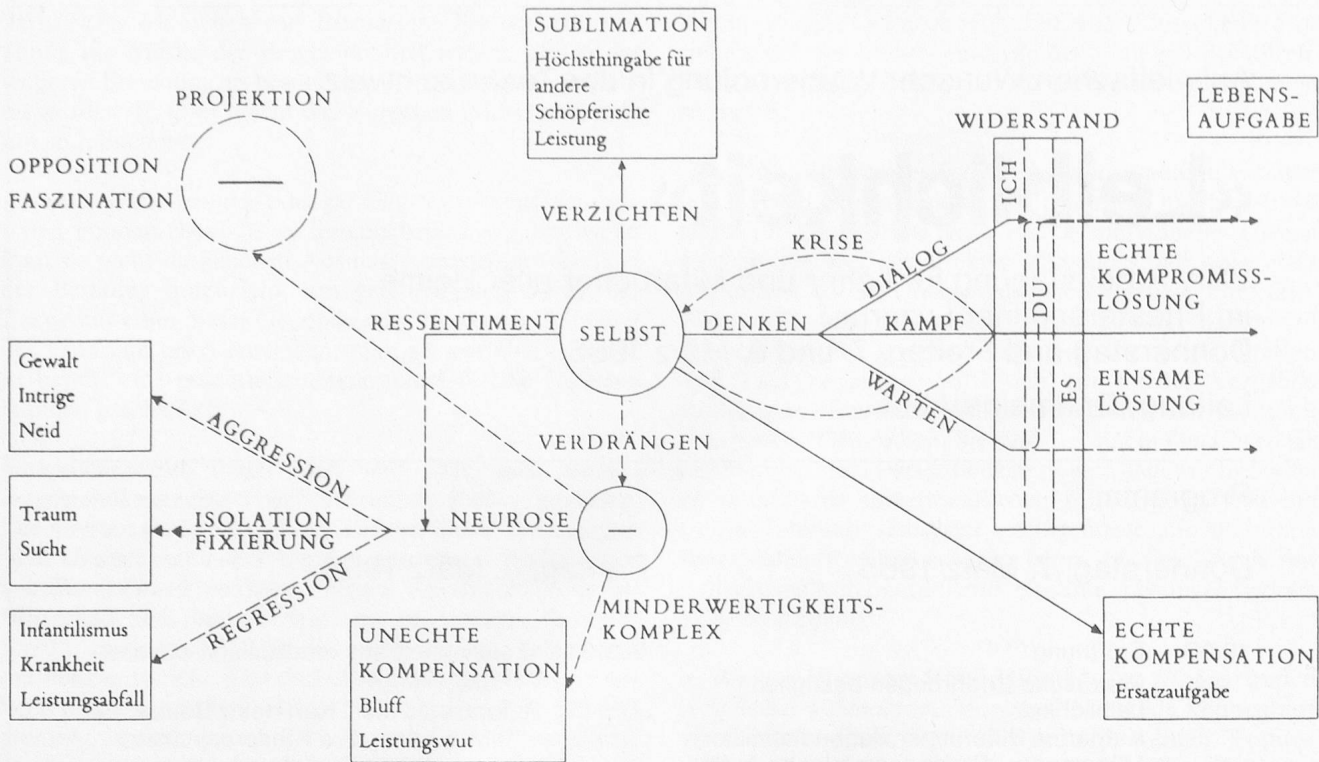 SUBLIMATION
Höchsthingabe für
andere
Schöpferische
Leistung
PROJEKTION
OPPOSITION
FASZINATION
VERZICHTEN
WIDERSTAND
LEBENS-
AUFGABE
ICH
DU
ES
KRISE
DIALOG
RESSENTIMENT
SELBST
DENKEN
KAMPF
WARTEN
ECHTE
KOMPROMISS-
LÖSUNG
EINSAME
LÖSUNG
Gewalt
Intrige
Neid
AGGRESSION
VERDRÄNGEN
Traum
Sucht
ISOLATION
FIXIERUNG
NEUROSE
REGRESSION
Infantilismus
Krankheit
Leistungsabfall
MINDERWERTIGKEITS-
KOMPLEX
UNECHTE
KOMPENSATION
Bluff
Leistungswut
ECHTE
KOMPENSATION
Ersatzaufgabe